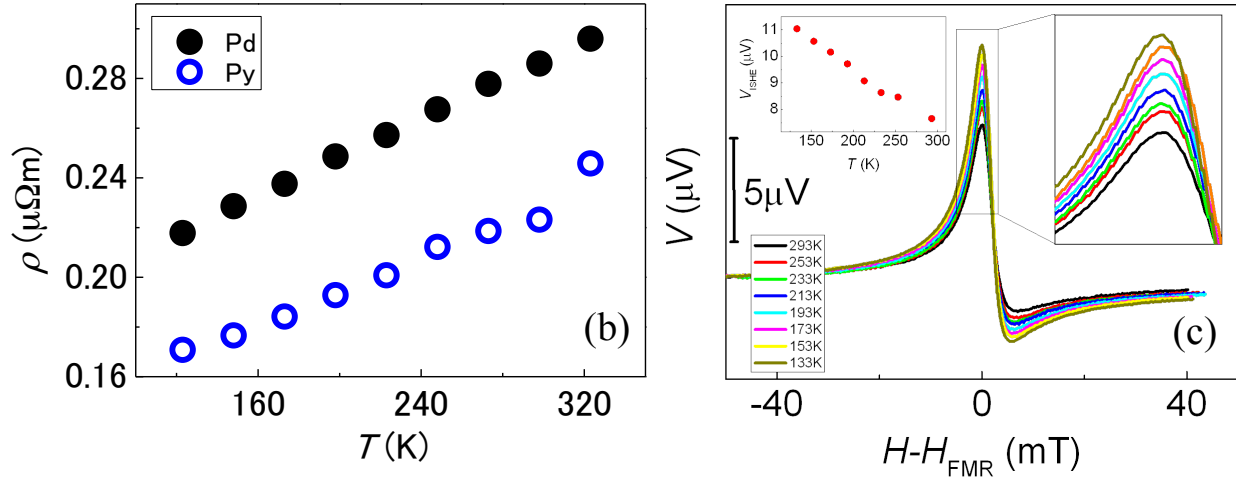 Pd
Py
0.28
0.24
0.20
0.16
ρ (μΩm)
160
240
320
T (K)
(b)
11
10
9
8
V_ISHE (μV)
150
200
250
300
T (K)
5μV
V (μV)
293K
253K
233K
213K
193K
173K
153K
133K
(c)
-40
0
40
H-H_FMR (mT)